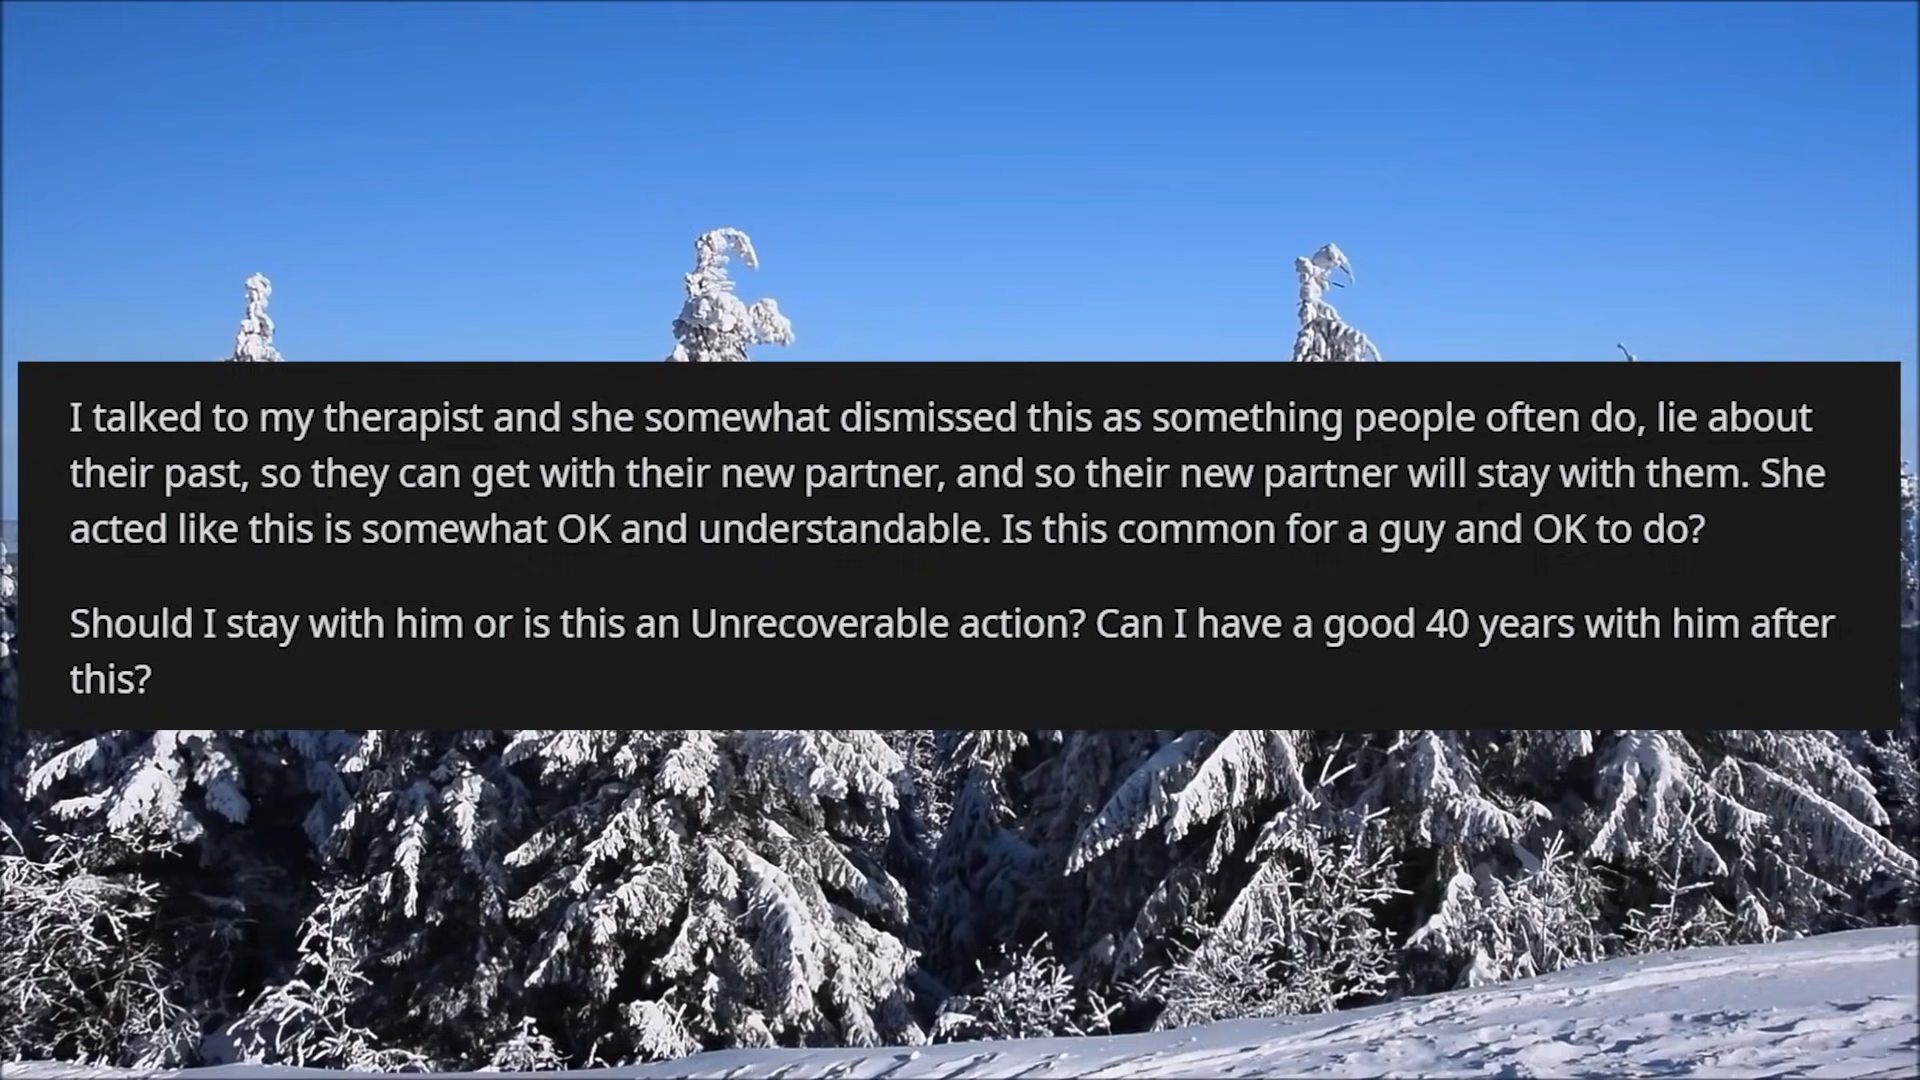 I talked to my therapist and she somewhat dismissed this as something people often do, lie about
their past, so they can get with their new partner, and so their new partner will stay with them. She
acted like this is somewhat OK and understandable. Is this common for a guy and OK to do?
Should I stay with him or is this an Unrecoverable action? Can I have a good 40 years with him after
this?